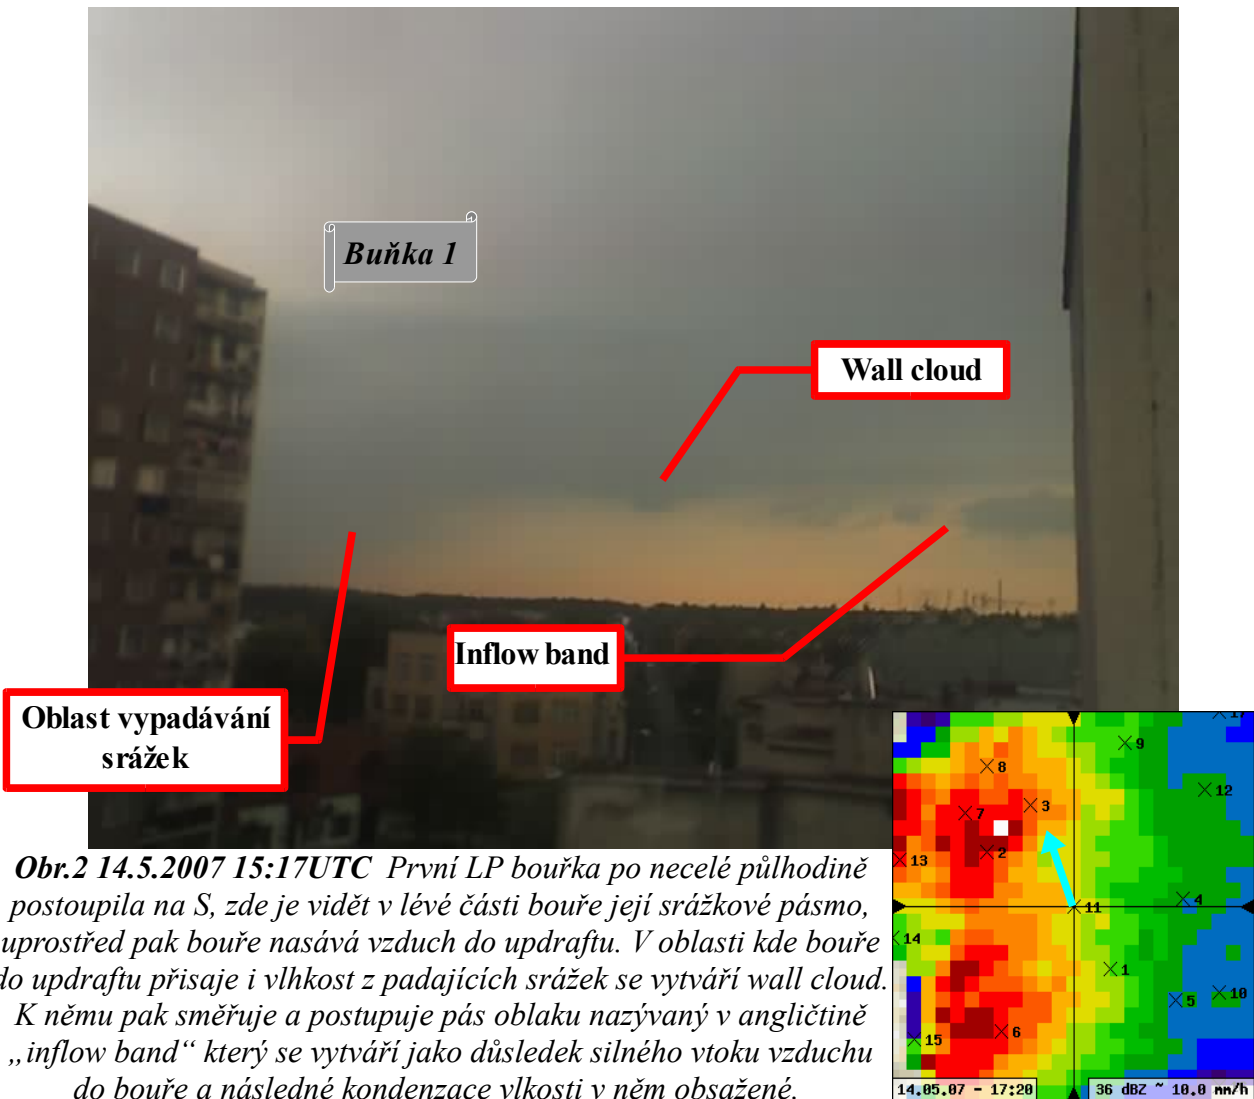 Buňka 1
Wall cloud
Inflow band
Oblast vypadávání
srážek
Obr.2 14.5.2007 15:17UTC První LP bouřka po necelé půlhodině
postoupila na S, zde je vidět v lévé části bouře její srážkové pásmo,
uprostřed pak bouře nasává vzduch do updraftu. V oblasti kde bouře
do updraftu přisaje i vlhkost z padajících srážek se vytváří wall cloud.
K němu pak směřuje a postupuje pás oblaku nazývaný v angličtině
„inflow band“ který se vytváří jako důsledek silného vtoku vzduchu
do bouře a následné kondenzace vlkosti v něm obsažené.
17
9
8
12
3
7
2
13
4
11
14
1
5
10
6
15
14.05.07 - 17:20
36 dBZ ~ 10.0 mm/h